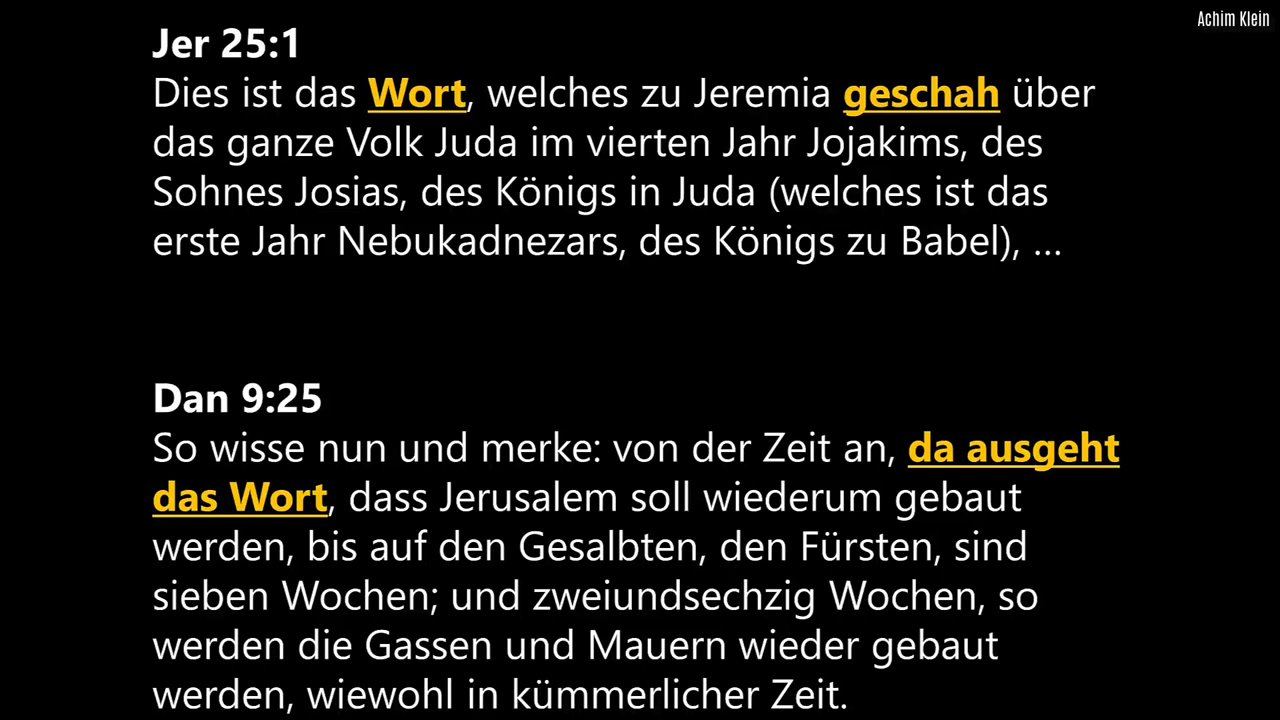 Achim Klein
Jer 25:1
Dies ist das Wort, welches zu Jeremia geschah über
das ganze Volk Juda im vierten Jahr Jojakims, des
Sohnes Josias, des Königs in Juda (welches ist das
erste Jahr Nebukadnezars, des Königs zu Babel), ...
Dan 9:25
So wisse nun und merke: von der Zeit an, da ausgeht
das Wort, dass Jerusalem soll wiederum gebaut
werden, bis auf den Gesalbten, den Fürsten, sind
sieben Wochen; und zweiundsechzig Wochen, so
werden die Gassen und Mauern wieder gebaut
werden, wiewohl in kümmerlicher Zeit.